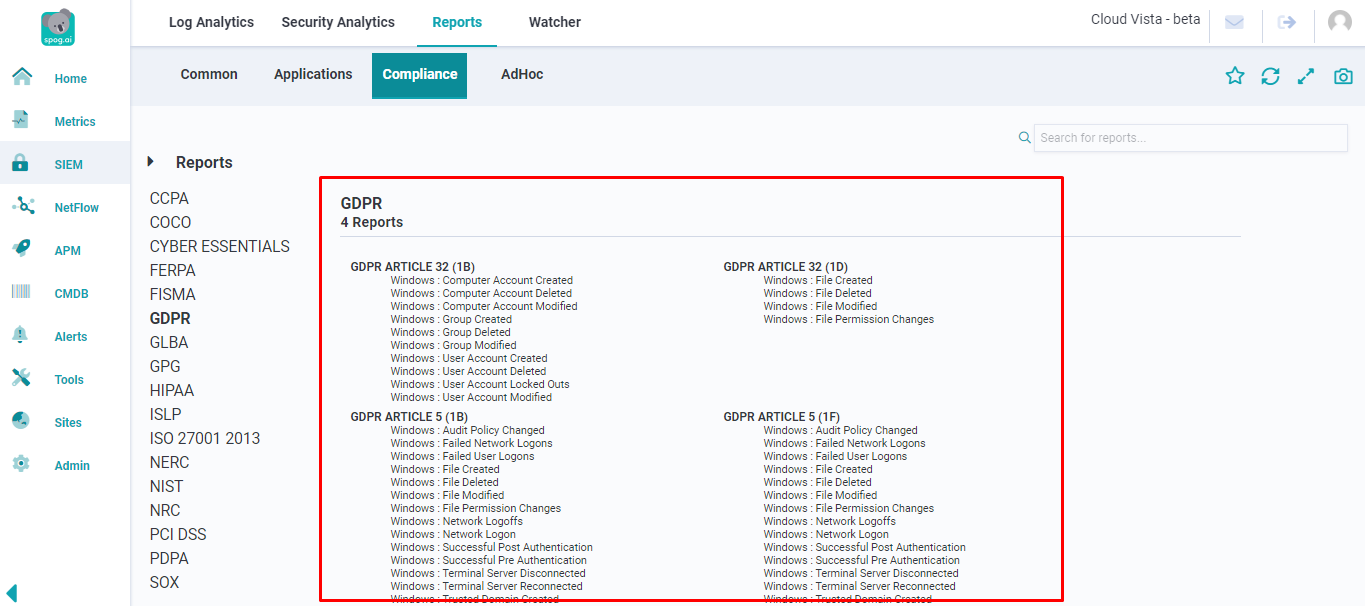 spog.ai
Log Analytics
Security Analytics
Reports
Watcher
Cloud Vista - beta
Home
Metrics
SIEM
NetFlow
APM
CMDB
Alerts
Tools
Sites
Admin
Common
Applications
Compliance
AdHoc
Search for reports...
Reports
CCPA
COCO
CYBER ESSENTIALS
FERPA
FISMA
GDPR
GLBA
GPG
HIPAA
ISLP
ISO 27001 2013
NERC
NIST
NRC
PCI DSS
PDPA
SOX
GDPR
4 Reports
GDPR ARTICLE 32 (1B)
Windows : Computer Account Created
Windows : Computer Account Deleted
Windows : Computer Account Modified
Windows : Group Created
Windows : Group Deleted
Windows : Group Modified
Windows : User Account Created
Windows : User Account Deleted
Windows : User Account Locked Outs
Windows : User Account Modified
GDPR ARTICLE 32 (1D)
Windows : File Created
Windows : File Deleted
Windows : File Modified
Windows : File Permission Changes
GDPR ARTICLE 5 (1B)
Windows : Audit Policy Changed
Windows : Failed Network Logons
Windows : Failed User Logons
Windows : File Created
Windows : File Deleted
Windows : File Modified
Windows : File Permission Changes
Windows : Network Logoffs
Windows : Network Logon
Windows : Successful Post Authentication
Windows : Successful Pre Authentication
Windows : Terminal Server Disconnected
Windows : Terminal Server Reconnected
Windows : Trusted Domain Created
GDPR ARTICLE 5 (1F)
Windows : Audit Policy Changed
Windows : Failed Network Logons
Windows : Failed User Logons
Windows : File Created
Windows : File Deleted
Windows : File Modified
Windows : File Permission Changes
Windows : Network Logoffs
Windows : Network Logon
Windows : Successful Post Authentication
Windows : Successful Pre Authentication
Windows : Terminal Server Disconnected
Windows : Terminal Server Reconnected
Windows : Trusted Domain Created